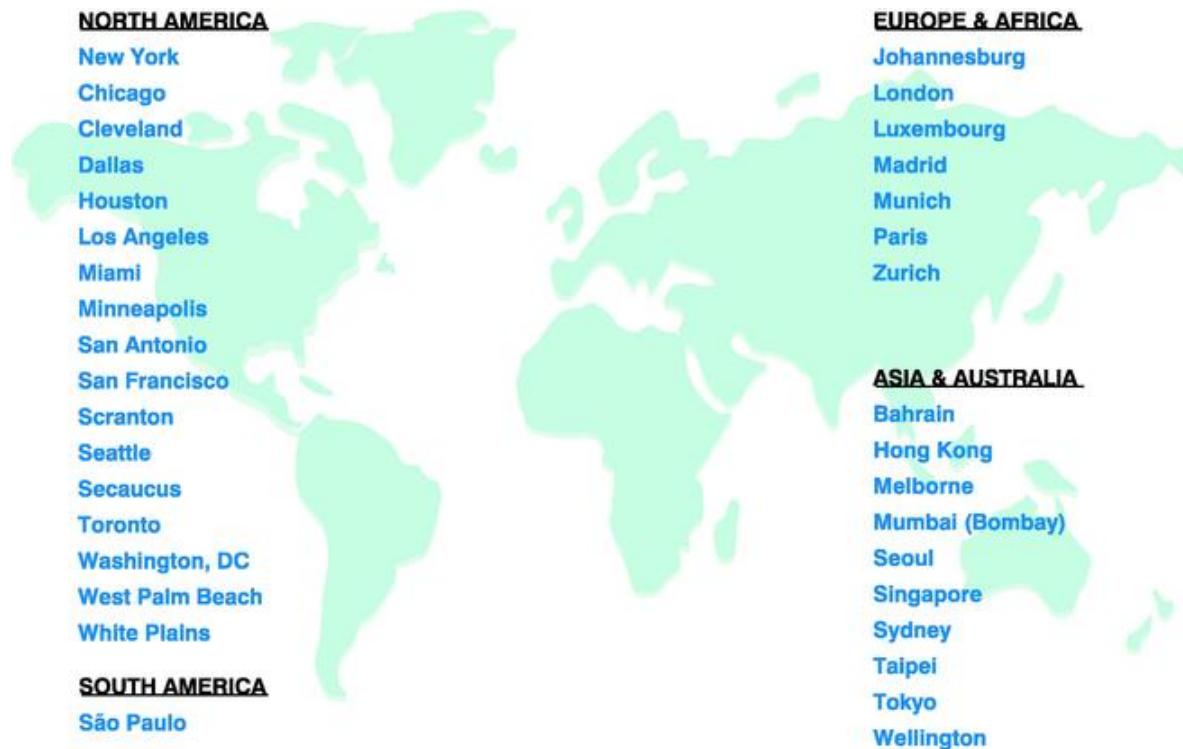 NORTH AMERICA
New York
Chicago
Cleveland
Dallas
Houston
Los Angeles
Miami
Minneapolis
San Antonio
San Francisco
Scranton
Seattle
Secaucus
Toronto
Washington, DC
West Palm Beach
White Plains
SOUTH AMERICA
São Paulo
EUROPE & AFRICA
Johannesburg
London
Luxembourg
Madrid
Munich
Paris
Zurich
ASIA & AUSTRALIA
Bahrain
Hong Kong
Melborne
Mumbai (Bombay)
Seoul
Singapore
Sydney
Taipei
Tokyo
Wellington